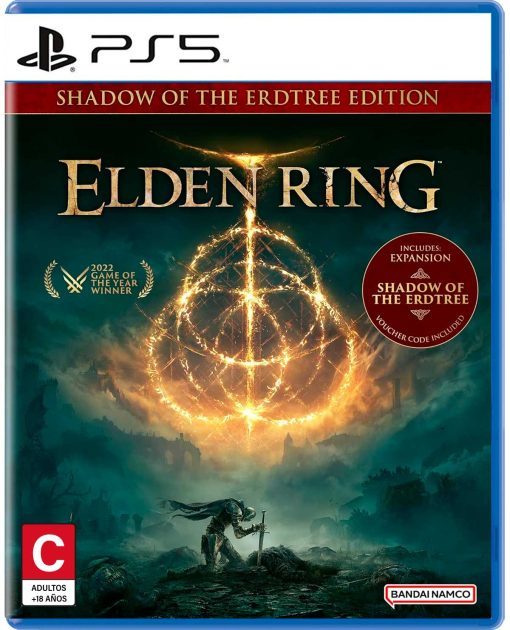 PS5
SHADOW OF THE ERDTREE EDITION
ELDEN RING
2022
GAME OF
THE YEAR
WINNER
INCLUDES:
EXPANSION
SHADOW OF
THE ERDTREE
VOUCHER CODE INCLUDED
C
ADULTOS
+18 AÑOS
BANDAI NAMCO